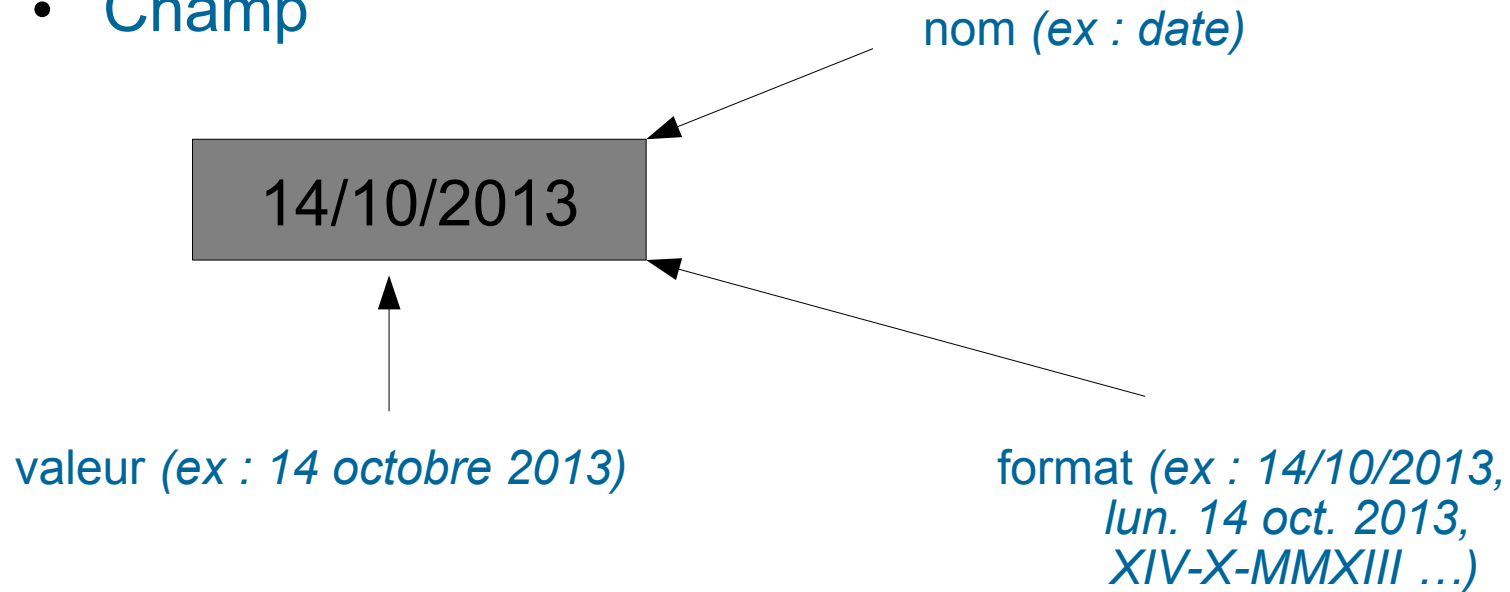 • Champ
nom (ex : date)
14/10/2013
valeur (ex : 14 octobre 2013)
format (ex : 14/10/2013,
lun. 14 oct. 2013,
XIV-X-MMXIII …)